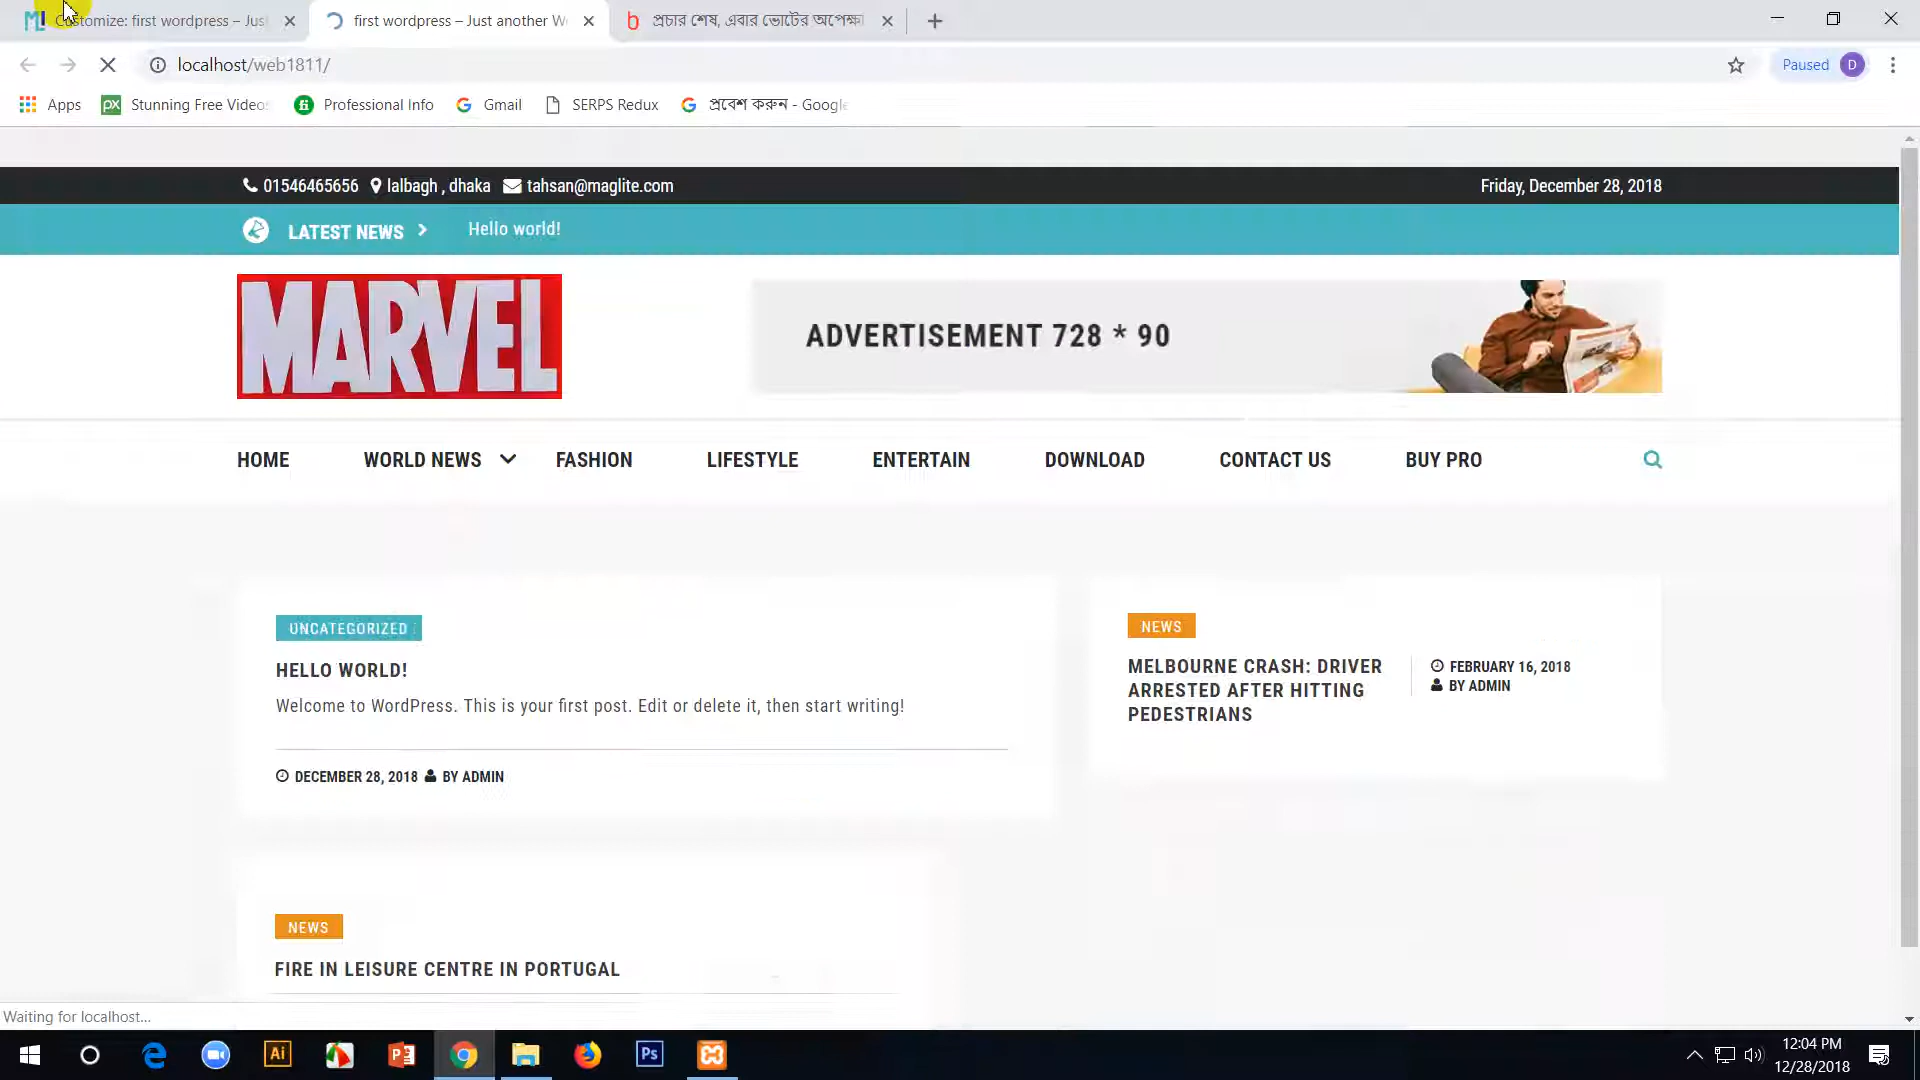 Customize: first wordpress – Jus
first wordpress – Just another W
প্রচার শেষ, এবার ভোটের অপেক্ষা
localhost/web1811/
Paused
D
Apps
px
Stunning Free Videos
Professional Info
Gmail
SERPS Redux
প্রবেশ করুন - Google
01546465656
lalbagh , dhaka
tahsan@maglite.com
Friday, December 28, 2018
LATEST NEWS
Hello world!
MARVEL
ADVERTISEMENT 728 * 90
HOME
WORLD NEWS
FASHION
LIFESTYLE
ENTERTAIN
DOWNLOAD
CONTACT US
BUY PRO
UNCATEGORIZED
HELLO WORLD!
Welcome to WordPress. This is your first post. Edit or delete it, then start writing!
DECEMBER 28, 2018 BY ADMIN
NEWS
MELBOURNE CRASH: DRIVER
ARRESTED AFTER HITTING
PEDESTRIANS
FEBRUARY 16, 2018
BY ADMIN
NEWS
FIRE IN LEISURE CENTRE IN PORTUGAL
Waiting for localhost...
Ai
Ps
12:04 PM
12/28/2018